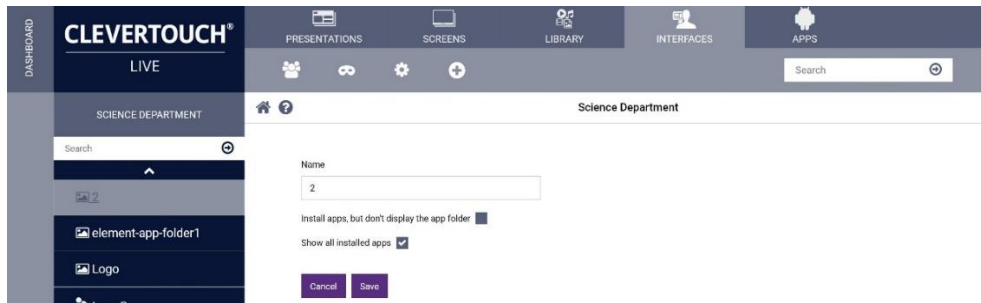 DASHBOARD
CLEVERTOUCH®
LIVE
PRESENTATIONS
SCREENS
LIBRARY
INTERFACES
APPS
Search
SCIENCE DEPARTMENT
Science Department
Search
2
element-app-folder1
Logo
Name
2
Install apps, but don't display the app folder
Show all installed apps
Cancel
Save